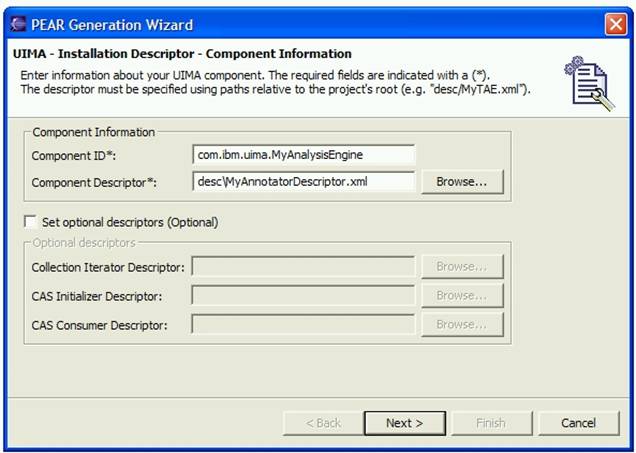 PEAR Generation Wizard
UIMA - Installation Descriptor - Component Information
Enter information about your UIMA component. The required fields are indicated with a (*).
The descriptor must be specified using paths relative to the project's root (e.g. "desc/MyTAE.xml").
Component Information
Component ID*: com.ibm.uima.MyAnalysisEngine
Component Descriptor*: desc\MyAnnotatorDescriptor.xml Browse...
Set optional descriptors (Optional)
Optional descriptors
Collection Iterator Descriptor: Browse...
CAS Initializer Descriptor: Browse...
CAS Consumer Descriptor: Browse...
< Back Next > Finish Cancel